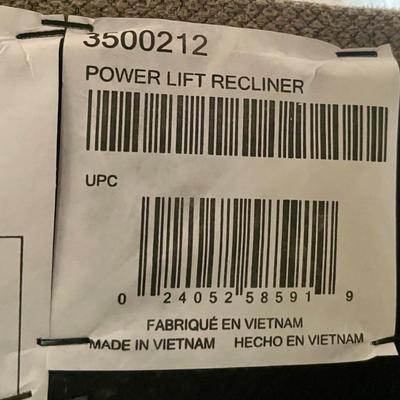 3500212
POWER LIFT RECLINER
UPC
0 24052 58591 9
FABRIQUÉ EN VIETNAM
MADE IN VIETNAM HECHO EN VIETNAM